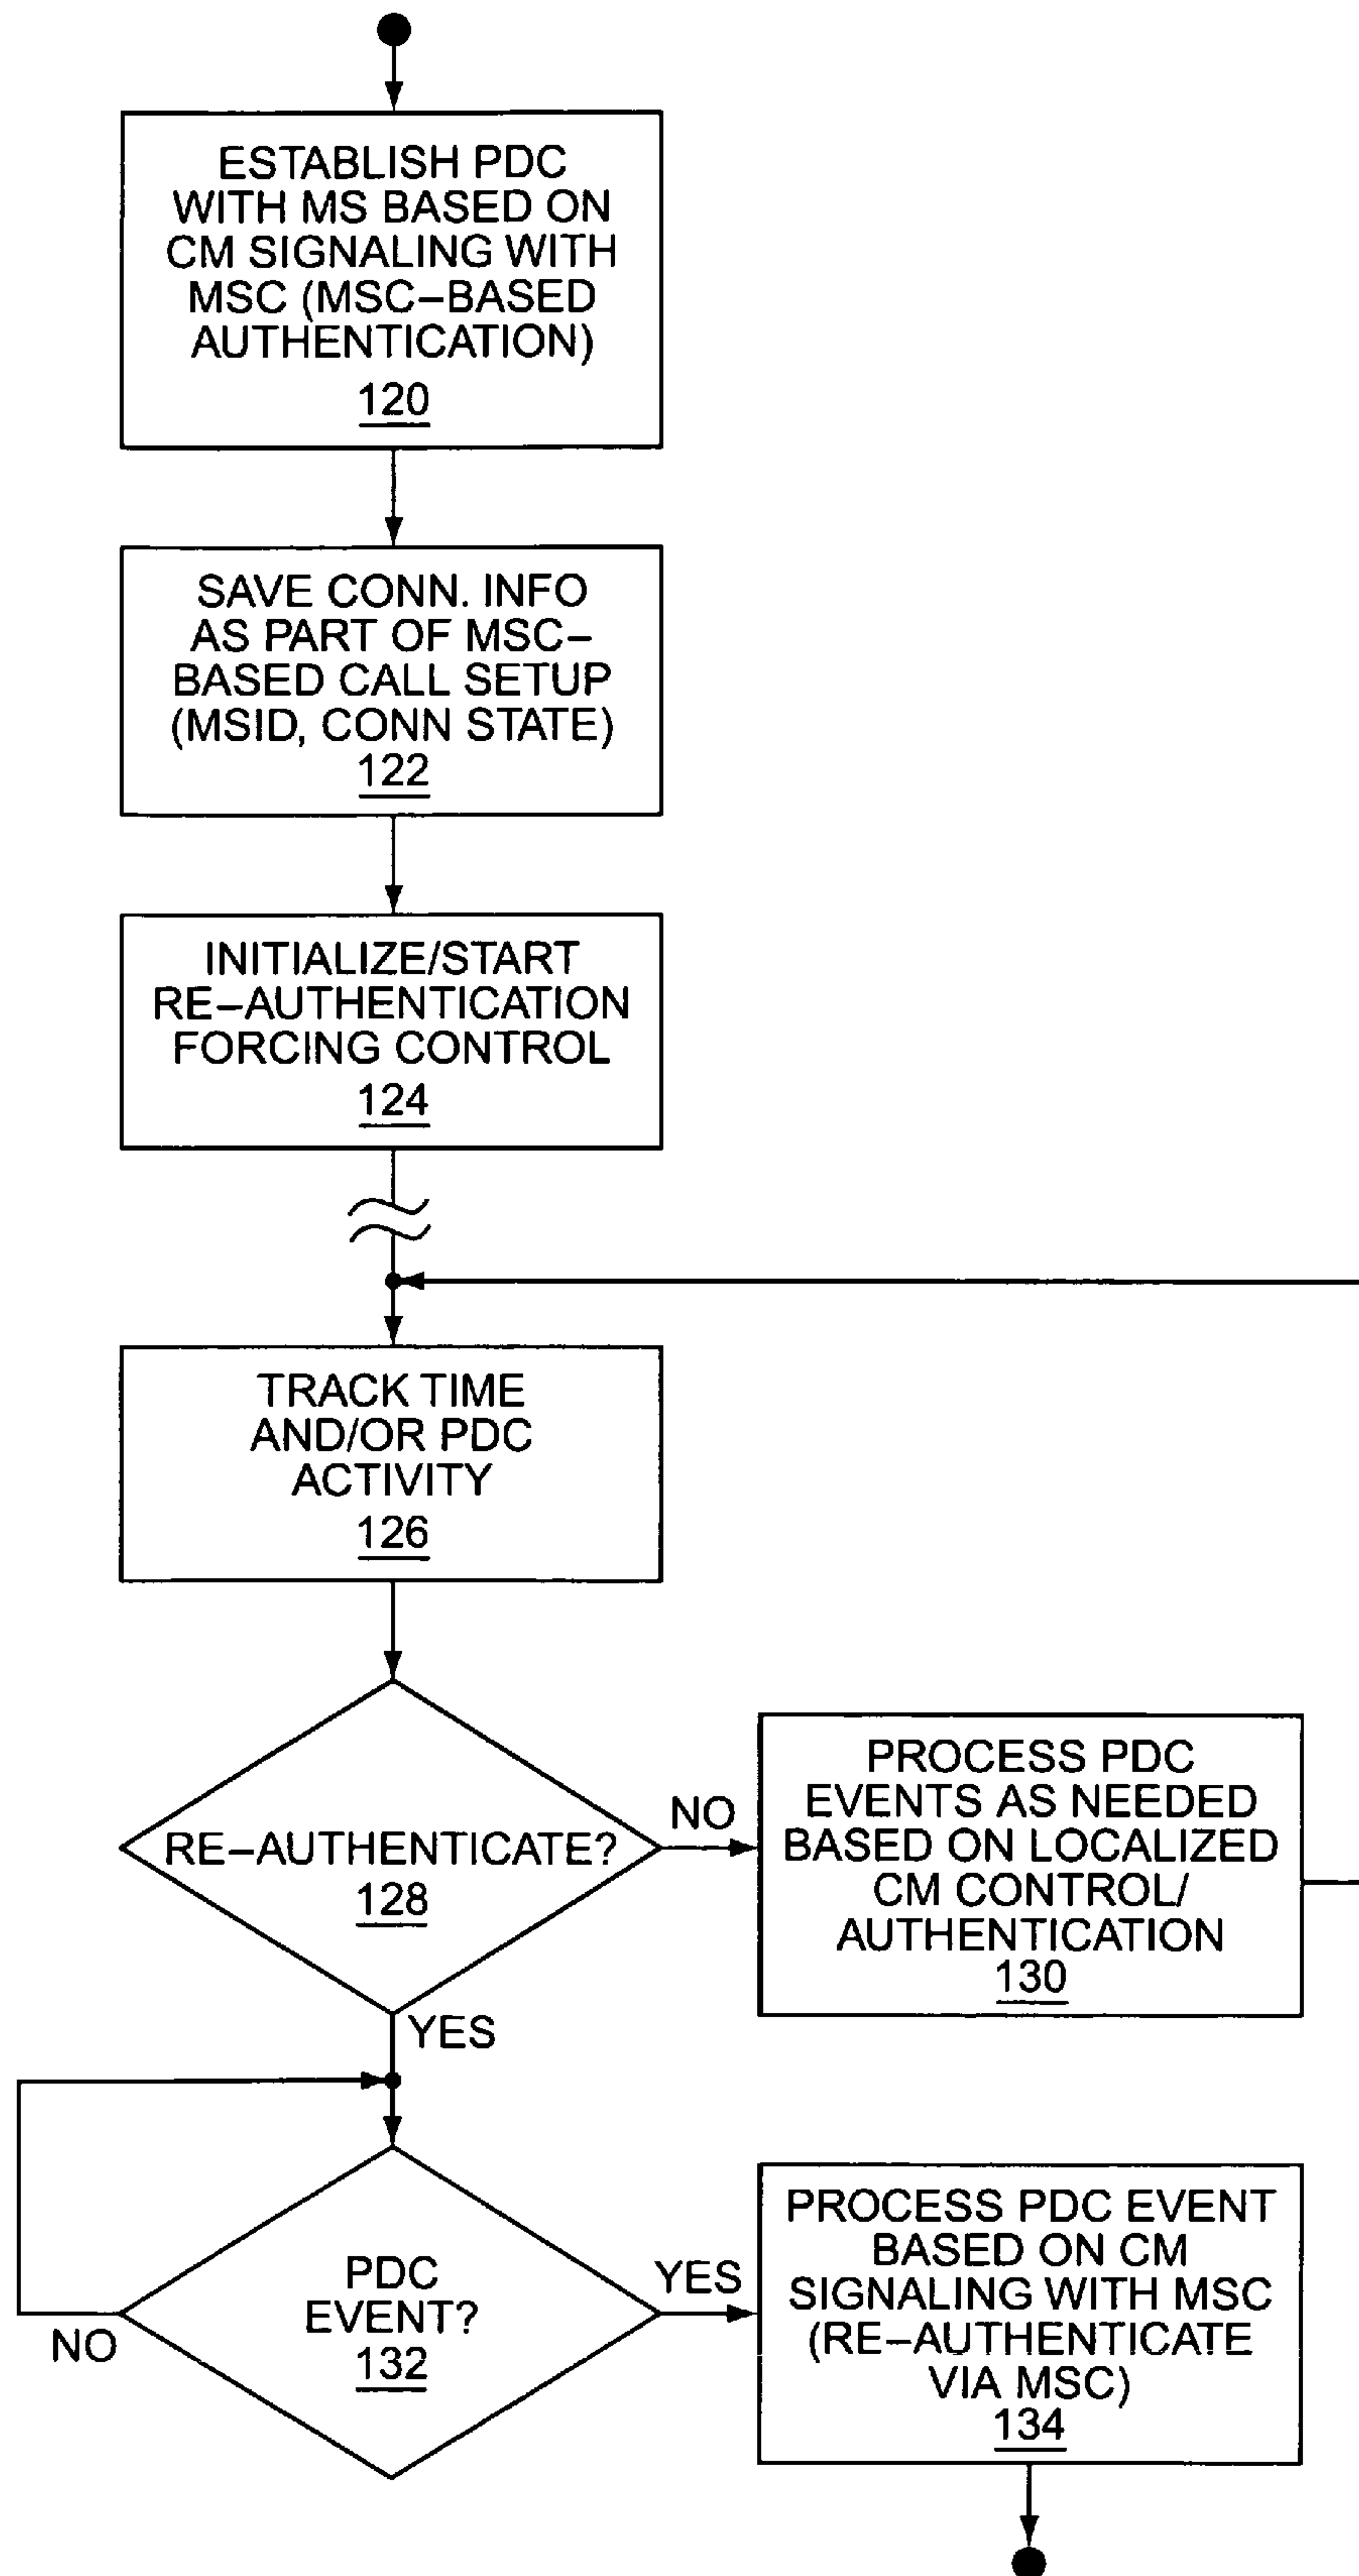 ESTABLISH PDC
WITH MS BASED ON
CM SIGNALING WITH
MSC (MSC–BASED
AUTHENTICATION)
120
SAVE CONN. INFO
AS PART OF MSC–
BASED CALL SETUP
(MSID, CONN STATE)
122
INITIALIZE/START
RE–AUTHENTICATION
FORCING CONTROL
124
TRACK TIME
AND/OR PDC
ACTIVITY
126
RE–AUTHENTICATE?
128
NO
PROCESS PDC
EVENTS AS NEEDED
BASED ON LOCALIZED
CM CONTROL/
AUTHENTICATION
130
YES
PDC
EVENT?
132
NO
YES
PROCESS PDC EVENT
BASED ON CM
SIGNALING WITH MSC
(RE–AUTHENTICATE
VIA MSC)
134